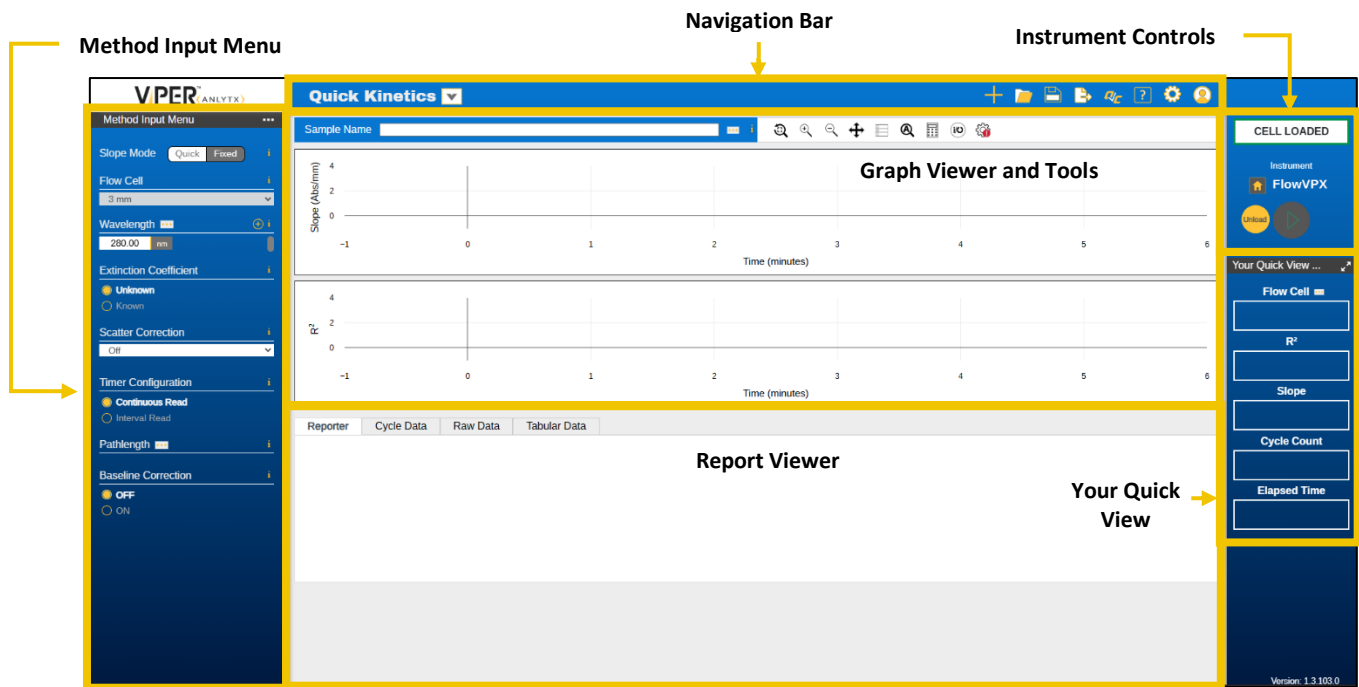 Navigation Bar
Method Input Menu
Instrument Controls
VIPER™ (ANLYTX)
Quick Kinetics
Method Input Menu •••
Slope Mode Quick Fixed i
Flow Cell i
3 mm
Wavelength i
280.00 nm
Extinction Coefficient i
Unknown
Known
Scatter Correction i
Off
Timer Configuration i
Continuous Read
Interval Read
Pathlength i
Baseline Correction i
OFF
ON
Sample Name i
Graph Viewer and Tools
Slope (Abs/mm)
4
2
0
−1 0 1 2 3 4 5 6
Time (minutes)
R²
4
2
0
−1 0 1 2 3 4 5 6
Time (minutes)
Reporter Cycle Data Raw Data Tabular Data
Report Viewer
Your Quick
View
CELL LOADED
Instrument
FlowVPX
Unload
Your Quick View ...
Flow Cell
R²
Slope
Cycle Count
Elapsed Time
Version: 1.3.103.0